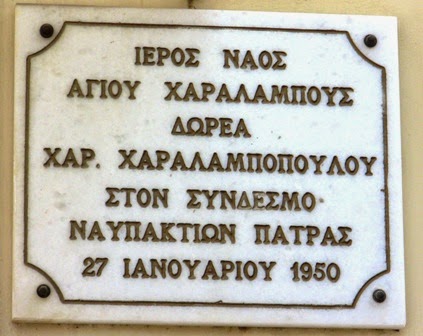 ΙΕΡΟΣ ΝΑΟΣ
ΑΓΙΟΥ ΧΑΡΑΛΑΜΠΟΥΣ
ΔΩΡΕΑ
ΧΑΡ. ΧΑΡΑΛΑΜΠΟΠΟΥΛΟΥ
ΣΤΟΝ ΣΥΝΔΕΣΜΟ
ΝΑΥΠΑΚΤΙΩΝ ΠΑΤΡΑΣ
27 ΙΑΝΟΥΑΡΙΟΥ 1950